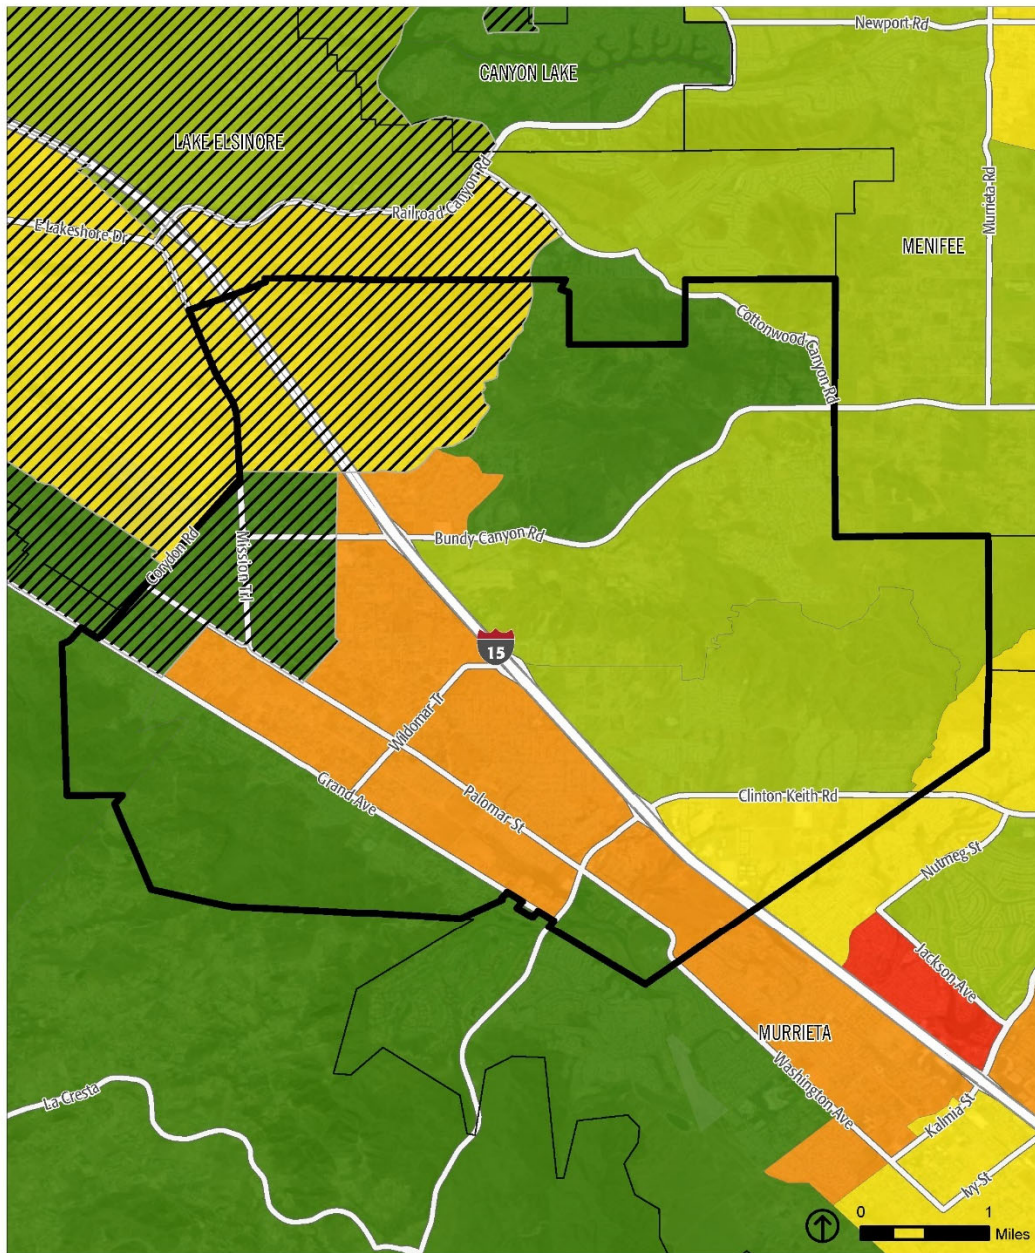 Newport Rd
CANYON LAKE
LAKE ELSINORE
Railroad Canyon Rd
Murrieta Rd
E Lakeshore Dr
MENIFEE
Cottonwood Canyon Rd
Corydon Rd
Mission Trl
Bundy Canyon Rd
15
Wildomar Tr
Grand Ave
Palomar St
Clinton Keith Rd
Nutmeg St
Jackson Ave
MURRIETA
Washington Ave
Kalmia St
La Cresta
Ivy St
0 1
Miles